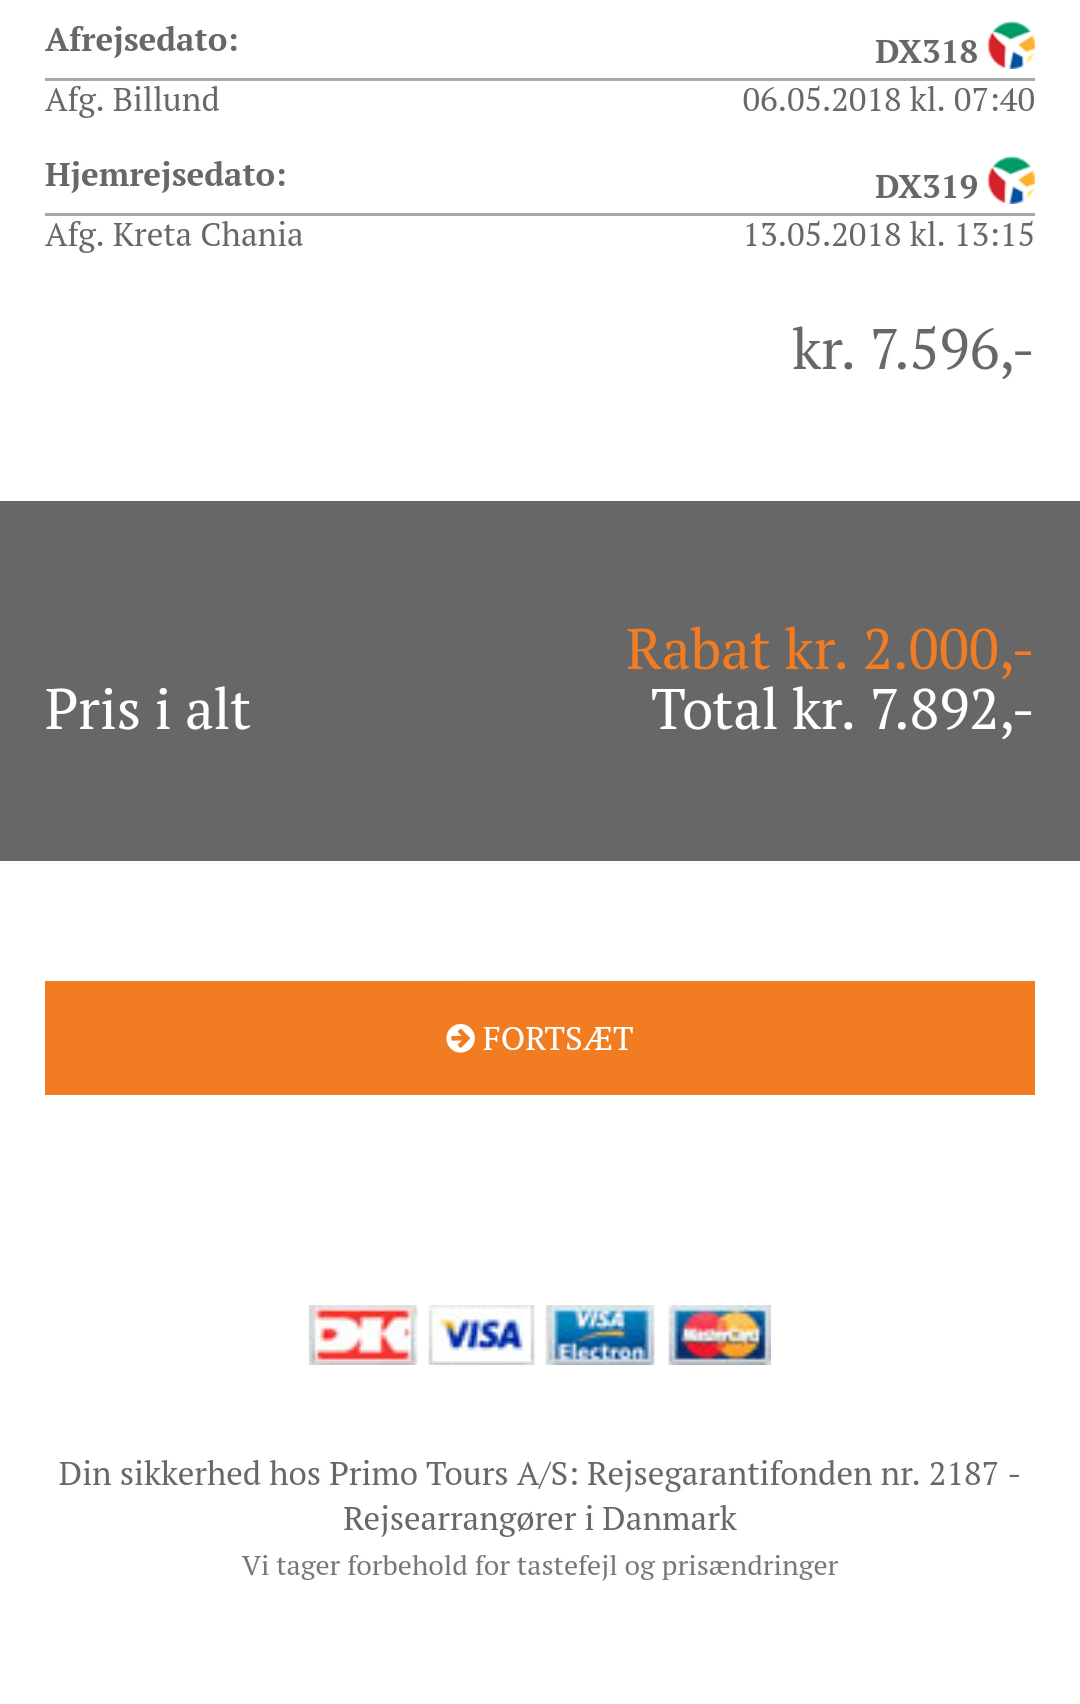 Afrejsedato: DX318
Afg. Billund 06.05.2018 kl. 07:40
Hjemrejsedato: DX319
Afg. Kreta Chania 13.05.2018 kl. 13:15
kr. 7.596,-
Rabat kr. 2.000,-
Pris i alt Total kr. 7.892,-
FORTSÆT
DK VISA VISA Electron MasterCard
Din sikkerhed hos Primo Tours A/S: Rejsegarantifonden nr. 2187 -
Rejsearrangører i Danmark
Vi tager forbehold for tastefejl og prisændringer